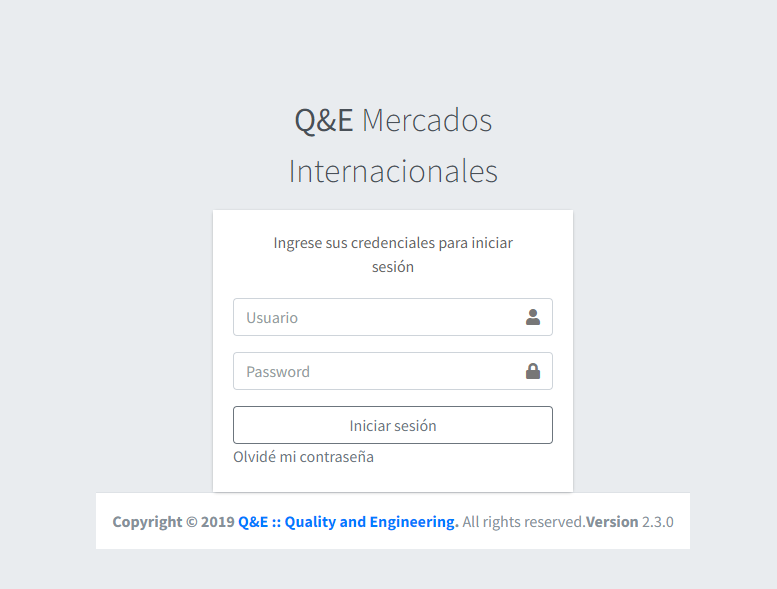 Q&E Mercados
Internacionales
Ingrese sus credenciales para iniciar
sesión
Usuario
Password
Iniciar sesión
Olvidé mi contraseña
Copyright © 2019 Q&E :: Quality and Engineering. All rights reserved.Version 2.3.0